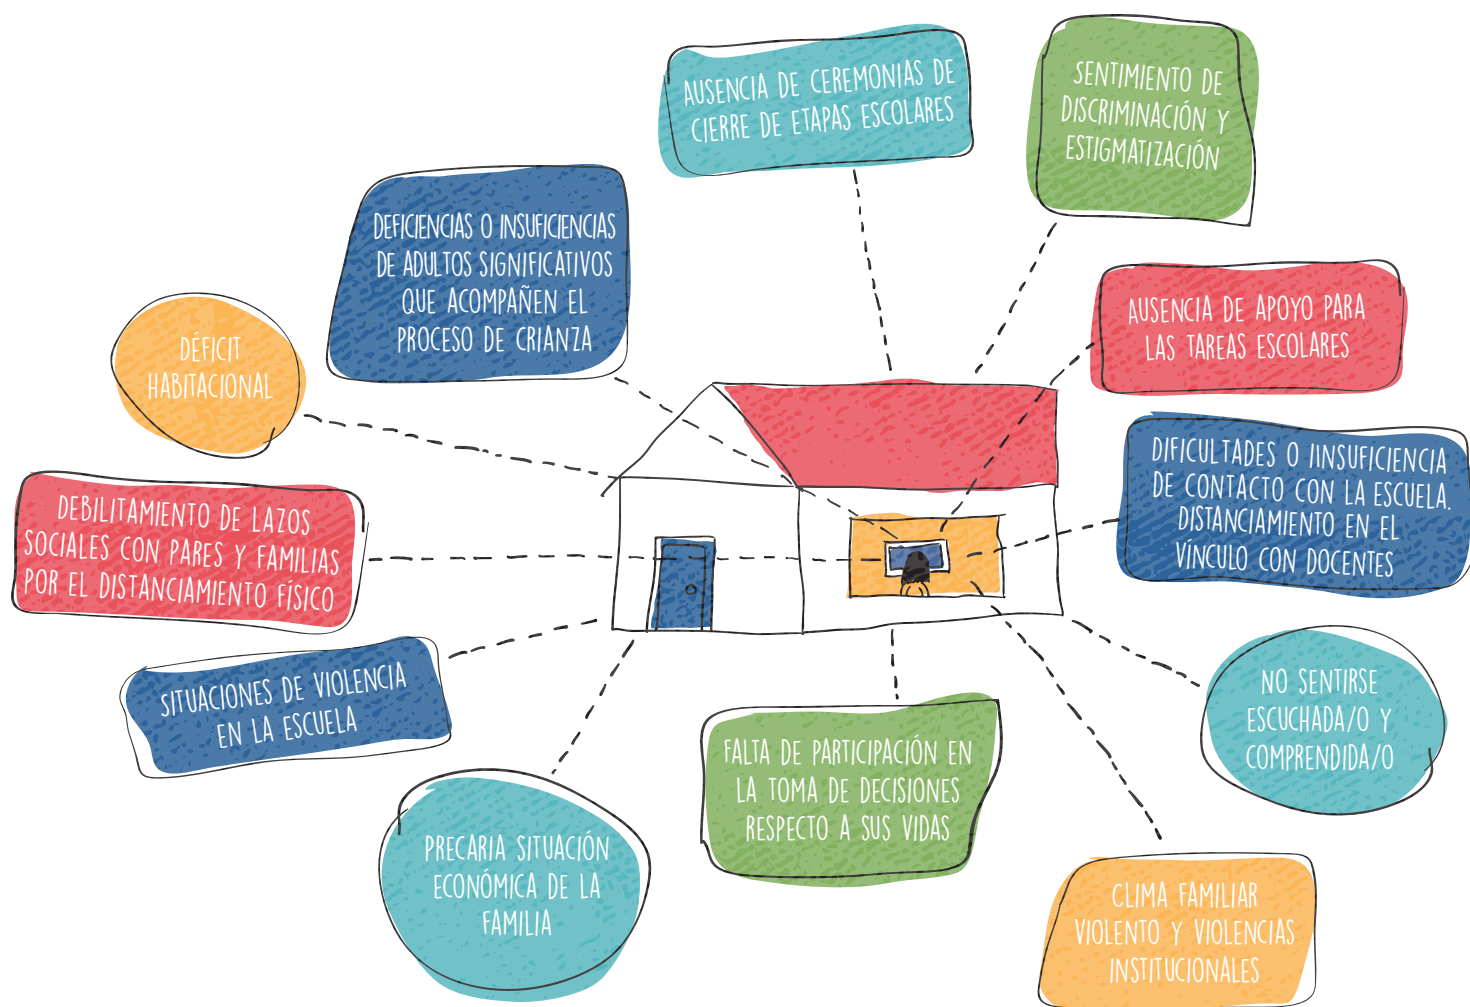 AUSENCIA DE CEREMONIAS DE
CIERRE DE ETAPAS ESCOLARES
SENTIMIENTO DE
DISCRIMINACIÓN Y
ESTIGMATIZACIÓN
DEFICIENCIAS O INSUFICIENCIAS
DE ADULTOS SIGNIFICATIVOS
QUE ACOMPAÑEN EL
PROCESO DE CRIANZA
AUSENCIA DE APOYO PARA
LAS TAREAS ESCOLARES
DÉFICIT
HABITACIONAL
DIFICULTADES O INSUFICIENCIA
DE CONTACTO CON LA ESCUELA.
DISTANCIAMIENTO EN EL
VÍNCULO CON DOCENTES
DEBILITAMIENTO DE LAZOS
SOCIALES CON PARES Y FAMILIAS
POR EL DISTANCIAMIENTO FÍSICO
SITUACIONES DE VIOLENCIA
EN LA ESCUELA
NO SENTIRSE
ESCUCHADA/O Y
COMPRENDIDA/O
FALTA DE PARTICIPACIÓN EN
LA TOMA DE DECISIONES
RESPECTO A SUS VIDAS
PRECARIA SITUACIÓN
ECONÓMICA DE LA
FAMILIA
CLIMA FAMILIAR
VIOLENTO Y VIOLENCIAS
INSTITUCIONALES